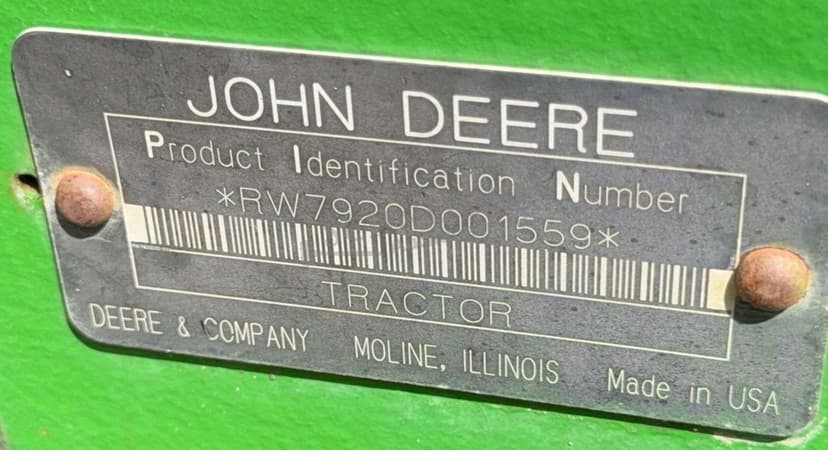 JOHN DEERE
Product Identification Number
*RW7920D001559*
TRACTOR
DEERE & COMPANY MOLINE, ILLINOIS Made in USA